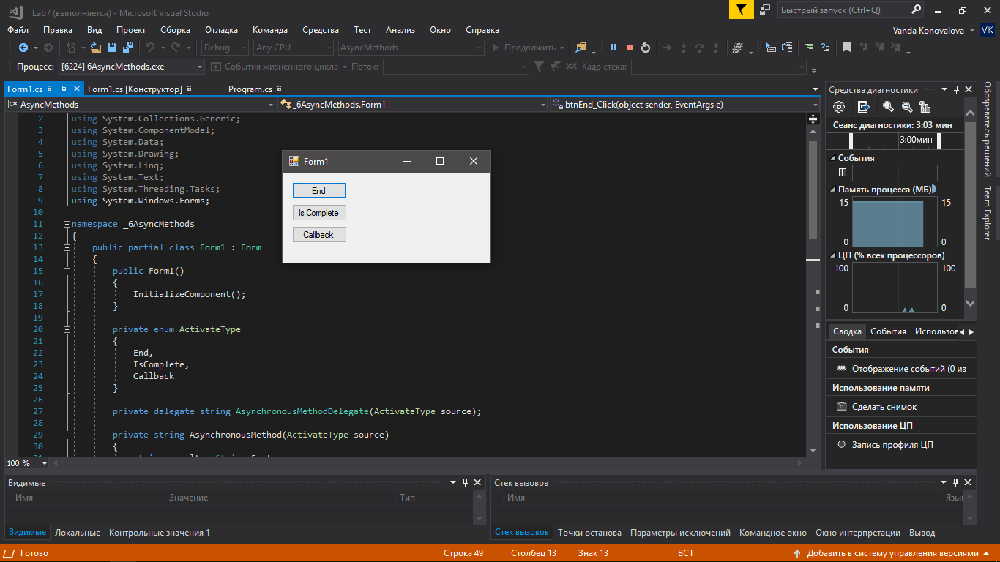 Lab7 (выполняется) - Microsoft Visual Studio
Быстрый запуск (Ctrl+Q)
Файл Правка Вид Проект Сборка Отладка Команда Средства Тест Анализ Окно Справка
Vanda Konovalova VK
Debug Any CPU AsyncMethods Продолжить
Процесс: [6224] 6AsyncMethods.exe События жизненного цикла Поток: Кадр стека:
Form1.cs Form1.cs [Конструктор] Program.cs
C# AsyncMethods _6AsyncMethods.Form1 btnEnd_Click(object sender, EventArgs e)
2 using System.Collections.Generic;
3 using System.ComponentModel;
4 using System.Data;
5 using System.Drawing;
6 using System.Linq;
7 using System.Text;
8 using System.Threading.Tasks;
9 using System.Windows.Forms;
10
11 namespace _6AsyncMethods
12 {
13 public partial class Form1 : Form
14 {
15 public Form1()
16 {
17 InitializeComponent();
18 }
19
20 private enum ActivateType
21 {
22 End,
23 IsComplete,
24 Callback
25 }
26
27 private delegate string AsynchronousMethodDelegate(ActivateType source);
28
29 private string AsynchronousMethod(ActivateType source)
30 {
100 %
Form1
End
Is Complete
Callback
Средства диагностики
Сеанс диагностики: 3:03 мин
3:00мин
События
Память процесса (МБ)
15 15
0 0
ЦП (% всех процессоров)
100 100
0 0
Сводка События Использов
События
Отображение событий (0 из
Использование памяти
Сделать снимок
Использование ЦП
Запись профиля ЦП
Обозреватель решений
Team Explorer
Видимые
Имя Значение Тип
Видимые Локальные Контрольные значения 1
Стек вызовов
Имя Язык
Стек вызовов Точки останова Параметры исключений Командное окно Окно интерпретации Вывод
Готово Строка 49 Столбец 13 Знак 13 ВСТ Добавить в систему управления версиями